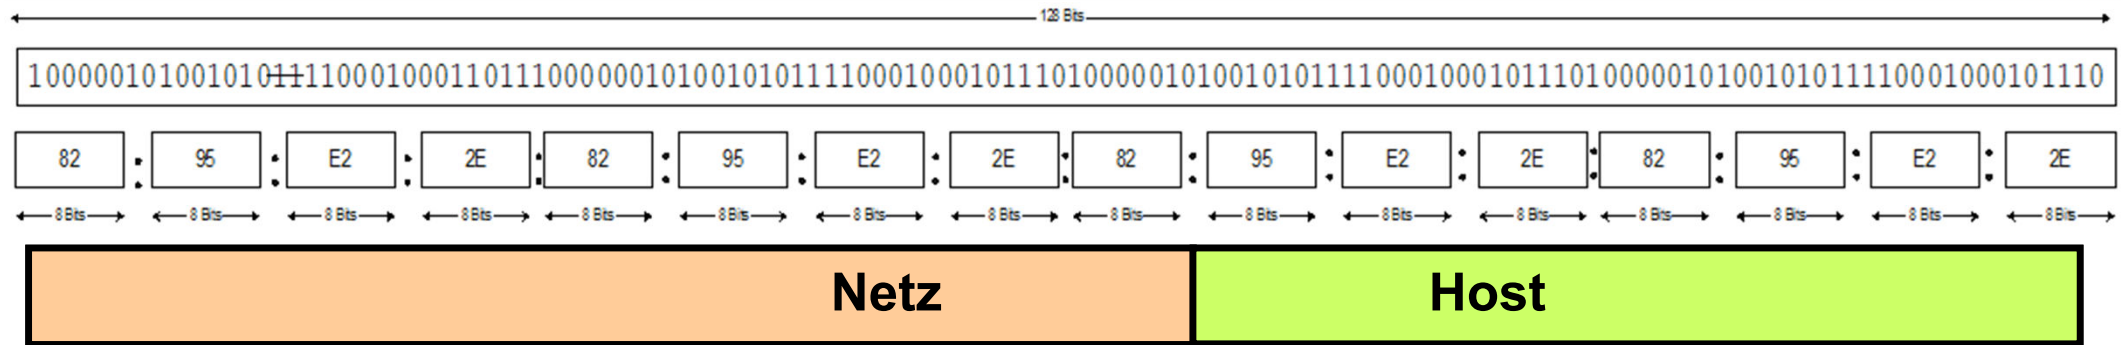 128 Bits
10000010100101011110001000110111000000101001010111100010001011101000001010010101111000100010111010000010100101011110001000101110
82 : 95 : E2 : 2E : 82 : 95 : E2 : 2E : 82 : 95 : E2 : 2E : 82 : 95 : E2 : 2E
8 Bits 8 Bits 8 Bits 8 Bits 8 Bits 8 Bits 8 Bits 8 Bits 8 Bits 8 Bits 8 Bits 8 Bits 8 Bits 8 Bits 8 Bits 8 Bits
Netz Host